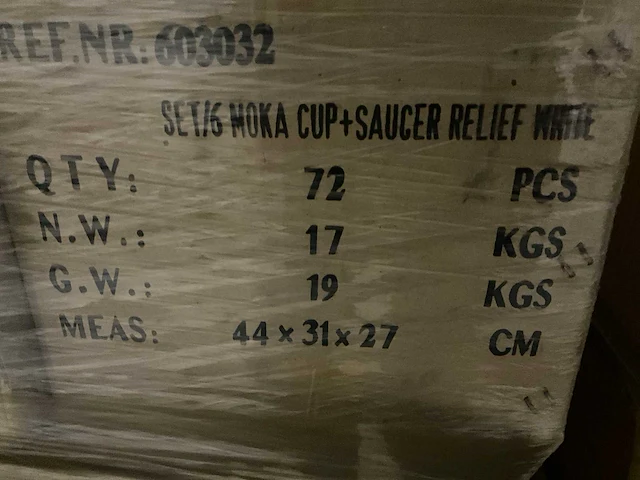 REF.NR: 603032
SET/6 MOKA CUP+SAUCER RELIEF WHITE
QTY: 72 PCS
N.W.: 17 KGS
G.W.: 19 KGS
MEAS: 44 x 31 x 27 CM